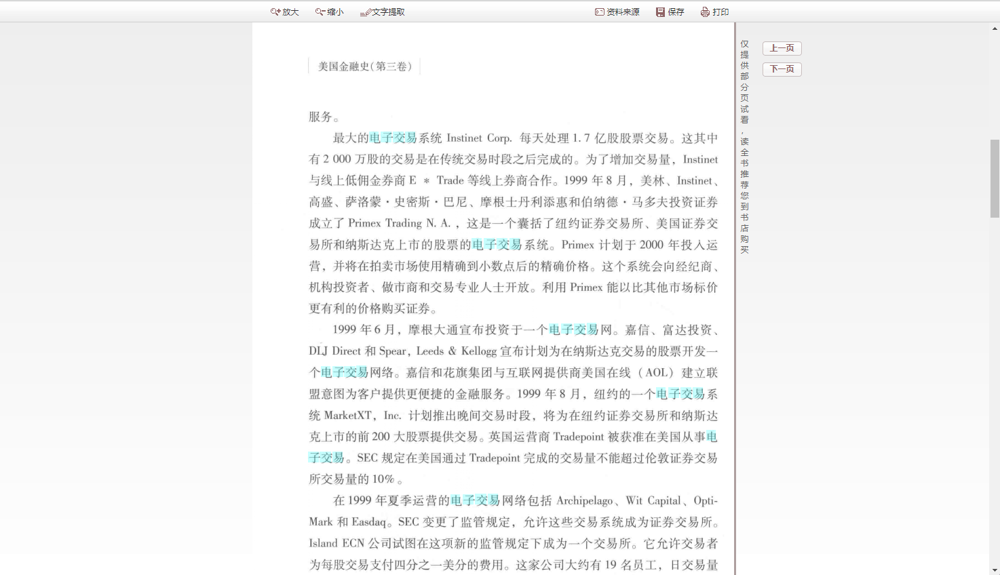 放大 缩小 文字提取 资料来源 保存 打印
美国金融史(第三卷)
服务。
最大的电子交易系统 Instinet Corp. 每天处理 1.7 亿股股票交易。这其中
有 2 000 万股的交易是在传统交易时段之后完成的。为了增加交易量，Instinet
与线上低佣金券商 E * Trade 等线上券商合作。1999 年 8 月，美林、Instinet、
高盛、萨洛蒙·史密斯·巴尼、摩根士丹利添惠和伯纳德·马多夫投资证券
成立了 Primex Trading N. A.，这是一个囊括了纽约证券交易所、美国证券交
易所和纳斯达克上市的股票的电子交易系统。Primex 计划于 2000 年投入运
营，并将在拍卖市场使用精确到小数点后的精确价格。这个系统会向经纪商、
机构投资者、做市商和交易专业人士开放。利用 Primex 能以比其他市场标价
更有利的价格购买证券。
1999 年 6 月，摩根大通宣布投资于一个电子交易网。嘉信、富达投资、
DLJ Direct 和 Spear, Leeds & Kellogg 宣布计划为在纳斯达克交易的股票开发一
个电子交易网络。嘉信和花旗集团与互联网提供商美国在线（AOL）建立联
盟意图为客户提供更便捷的金融服务。1999 年 8 月，纽约的一个电子交易系
统 MarketXT, Inc. 计划推出晚间交易时段，将为在纽约证券交易所和纳斯达
克上市的前 200 大股票提供交易。英国运营商 Tradepoint 被获准在美国从事电
子交易。SEC 规定在美国通过 Tradepoint 完成的交易量不能超过伦敦证券交易
所交易量的 10%。
在 1999 年夏季运营的电子交易网络包括 Archipelago、Wit Capital、Opti-
Mark 和 Easdaq。SEC 变更了监管规定，允许这些交易系统成为证券交易所。
Island ECN 公司试图在这项新的监管规定下成为一个交易所。它允许交易者
为每股交易支付四分之一美分的费用。这家公司大约有 19 名员工，日交易量
仅提供部分页试看，读全书推荐您到书店购买
上一页
下一页